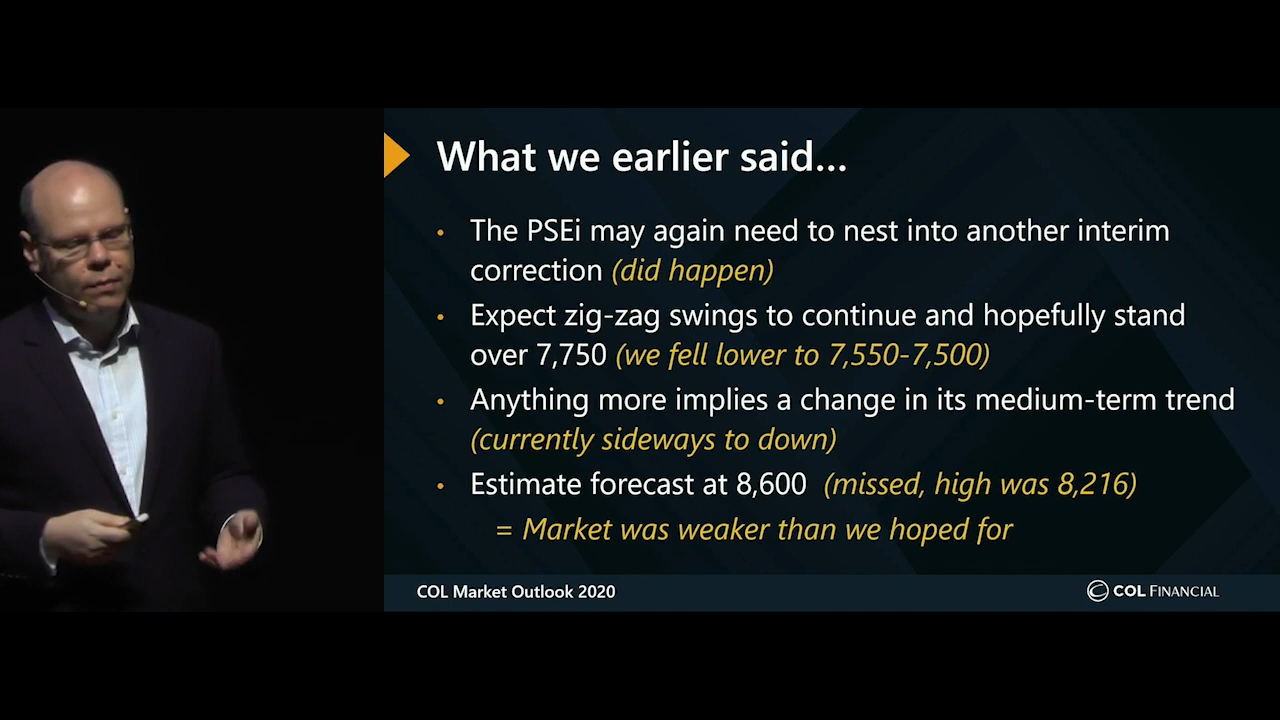 What we earlier said...
• The PSEi may again need to nest into another interim
correction (did happen)
• Expect zig-zag swings to continue and hopefully stand
over 7,750 (we fell lower to 7,550-7,500)
• Anything more implies a change in its medium-term trend
(currently sideways to down)
• Estimate forecast at 8,600 (missed, high was 8,216)
= Market was weaker than we hoped for
COL Market Outlook 2020
COL FINANCIAL